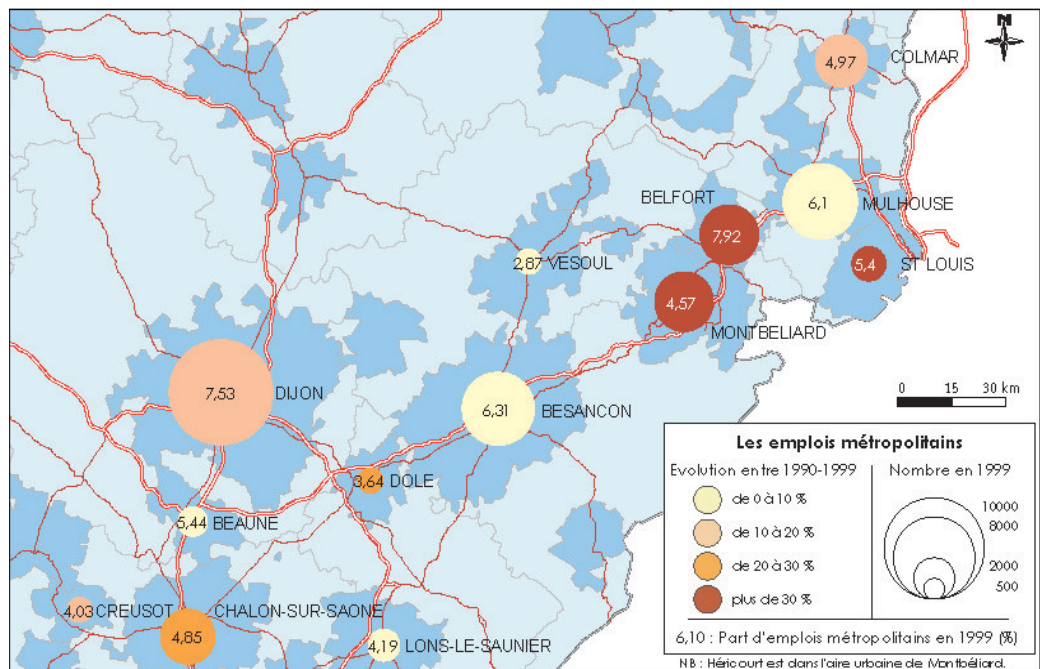 N
COLMAR
4,97
BELFORT
6,1
MULHOUSE
7,92
2,87 VESOUL
5,4
ST LOUIS
4,57
MONTBELIARD
7,53
DIJON
6,31
BESANCON
0 15 30 km
3,64 DOLE
5,44 BEAUNE
4,03 CREUSOT
CHALON-SUR-SAONE
4,85
4,19
LONS-LE-SAUNIER
Les emplois métropolitains
Evolution entre 1990-1999
de 0 à 10 %
de 10 à 20 %
de 20 à 30 %
plus de 30 %
Nombre en 1999
10000
8000
2000
500
6,10 : Part d'emplois métropolitains en 1999 (%)
NB : Héricourt est dans l'aire urbaine de Montbéliard.